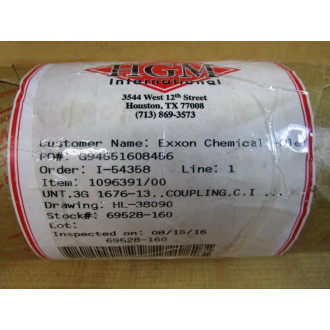 HGM
International
3544 West 12th Street
Houston, TX 77008
(713) 869-3573
Customer Name: Exxon Chemical
PO#: G94651608456
Order: I-54358 Line: 1
Item: 1096391/00
UNT,3G 1676-13..,COUPLING,C.I ...
Drawing: HL-38090
Stock#: 69528-160
Lot:
Inspected on: 08/15/16
69528-160